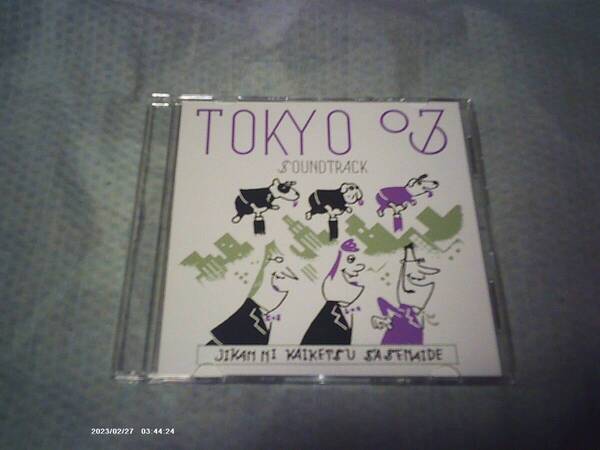 TOKYO 03
SOUNDTRACK
JIKAN NI KAIKETSU SASENAIDE
2023/02/27 03:44:24